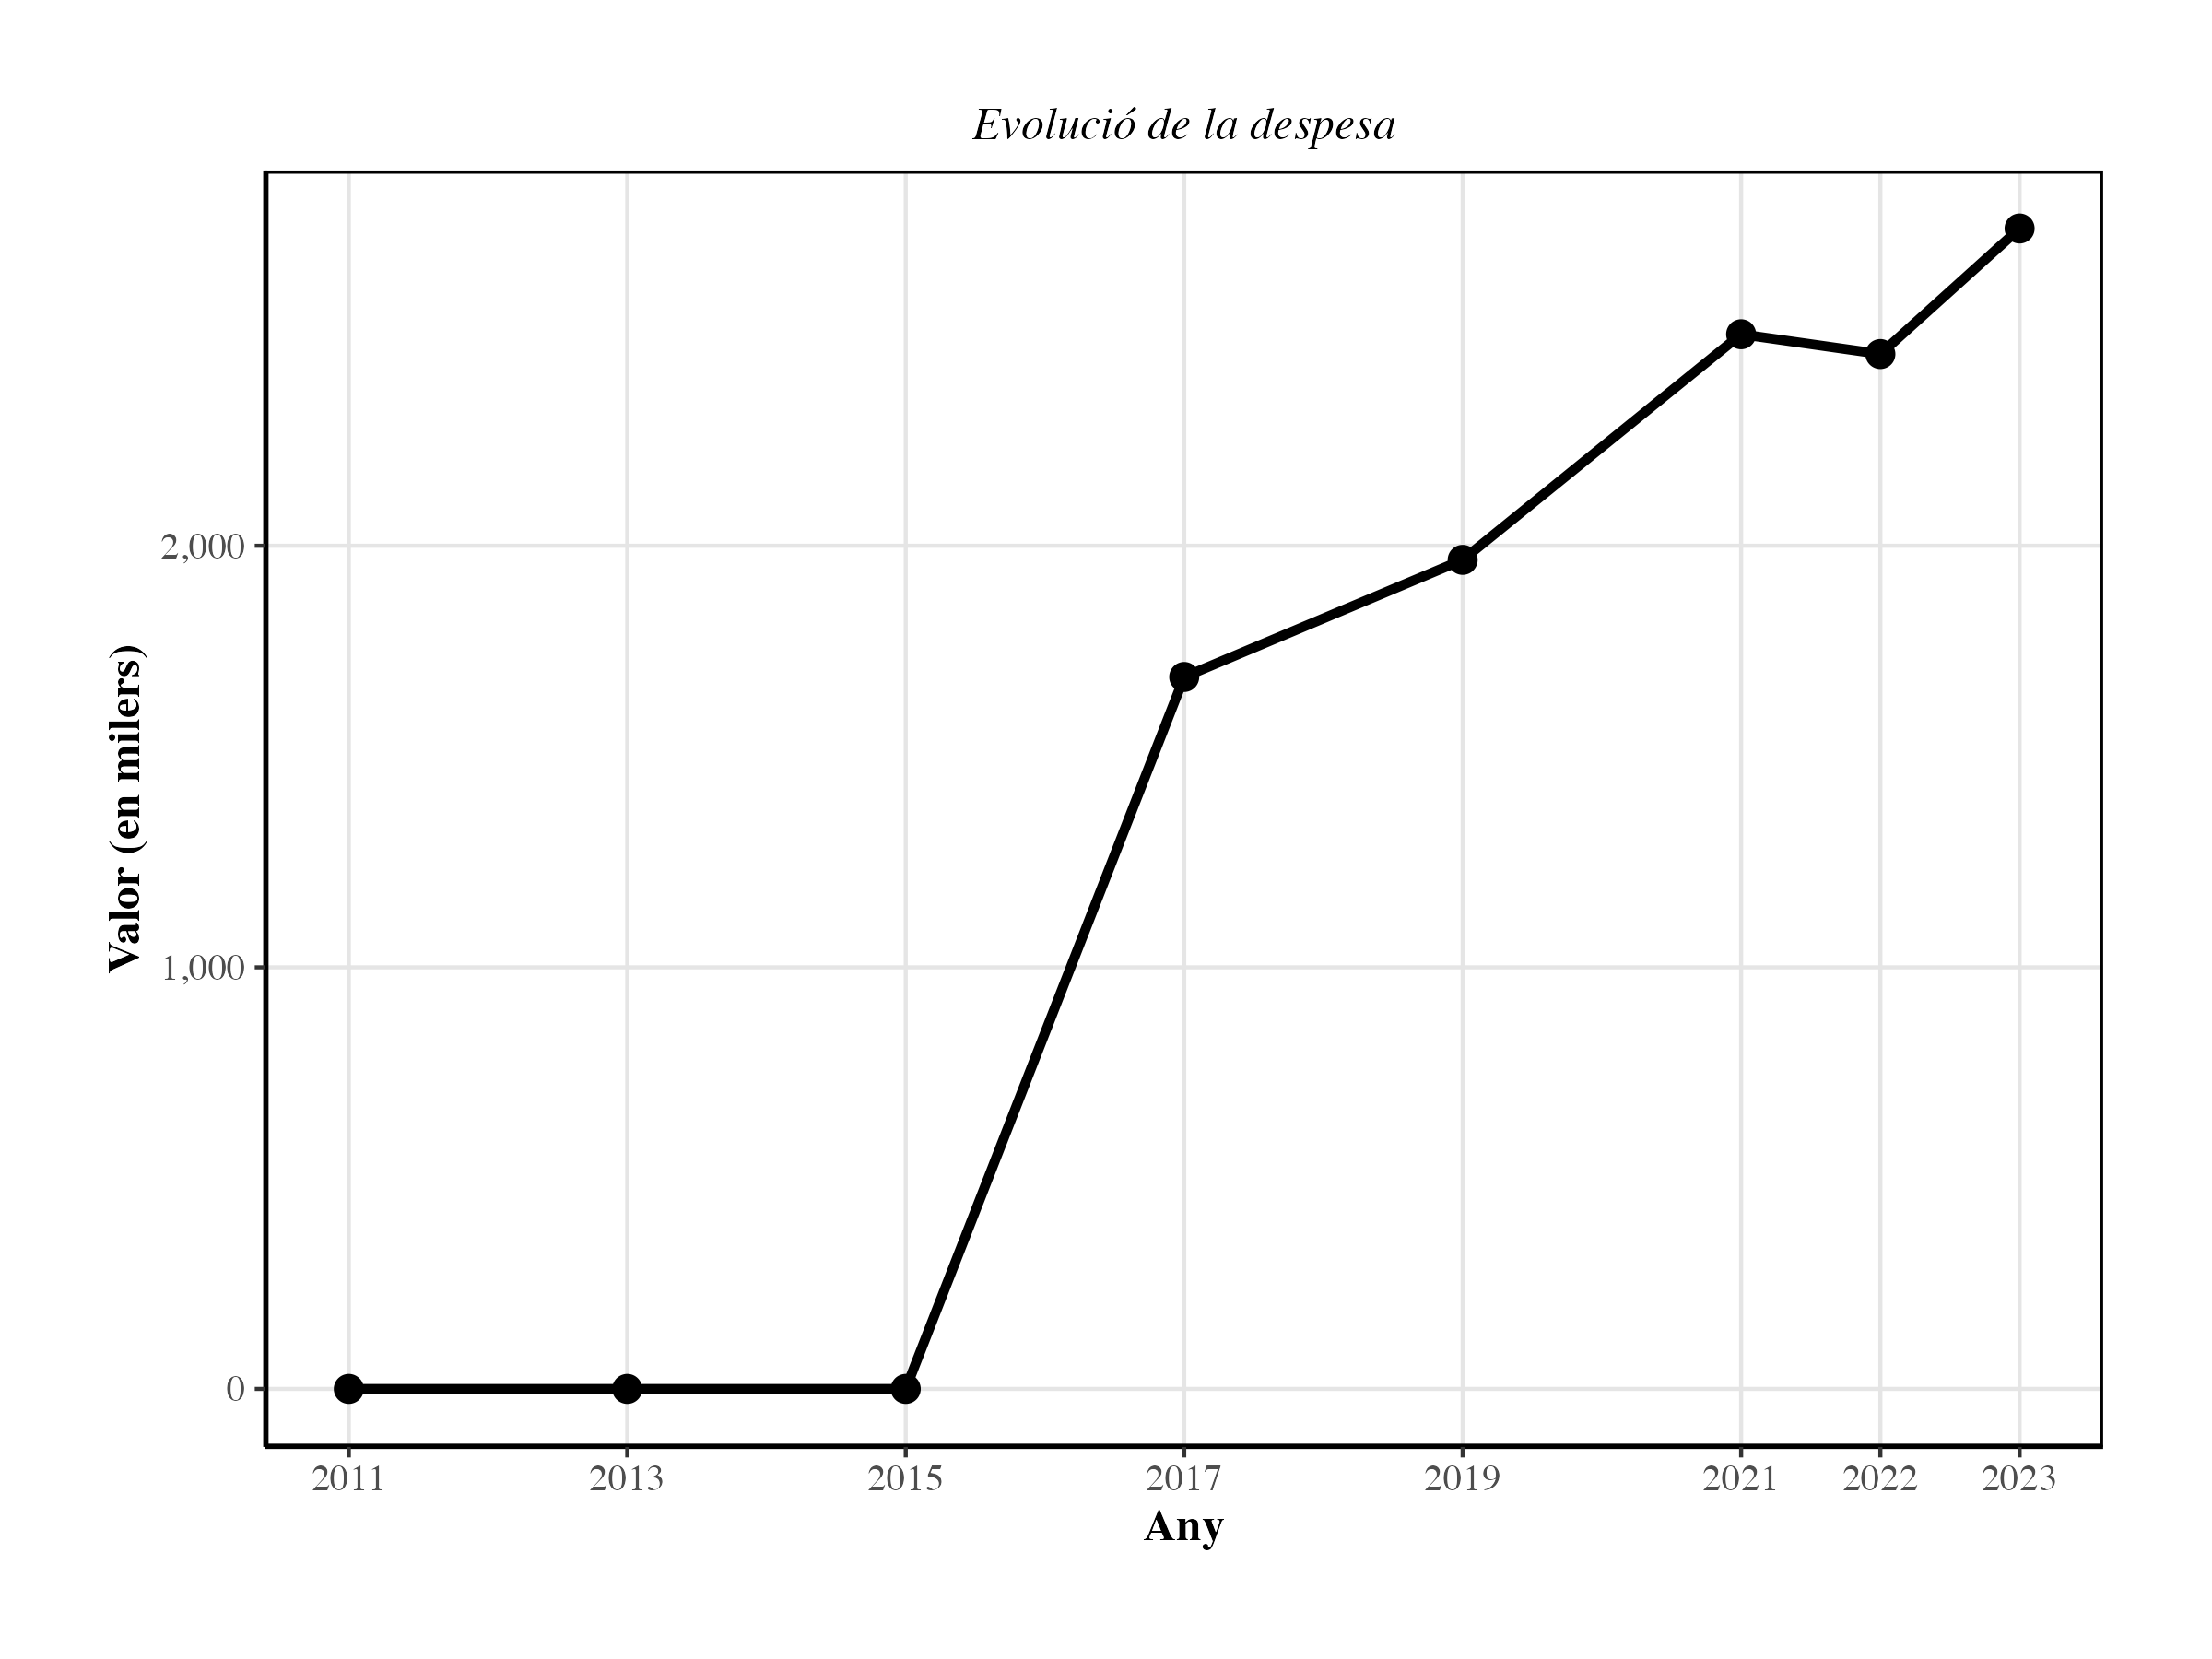 Evolució de la despesa
Valor (en milers)
2,000
1,000
0
2011 2013 2015 2017 2019 2021 2022 2023
Any